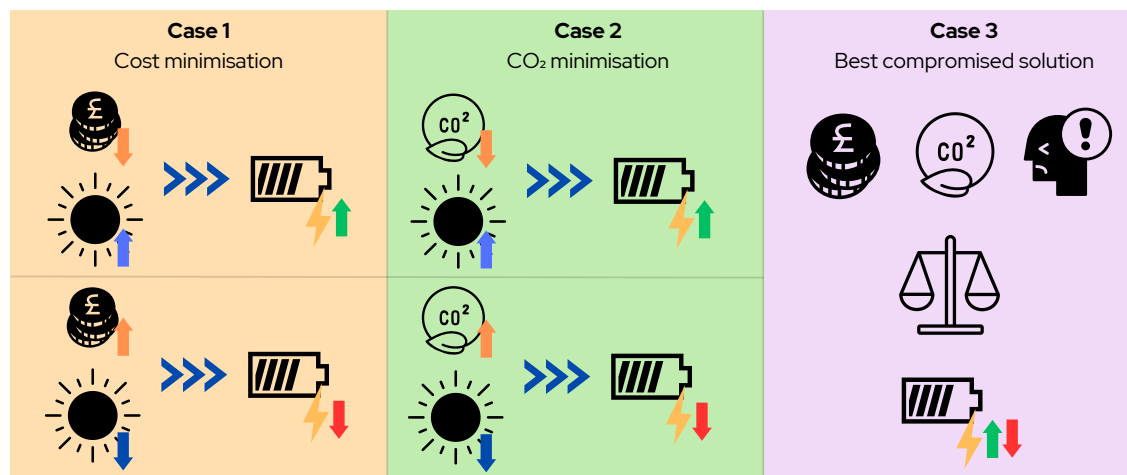 Case 1
Cost minimisation
Case 2
CO₂ minimisation
Case 3
Best compromised solution
£
CO²
£
CO²
!
£
CO²